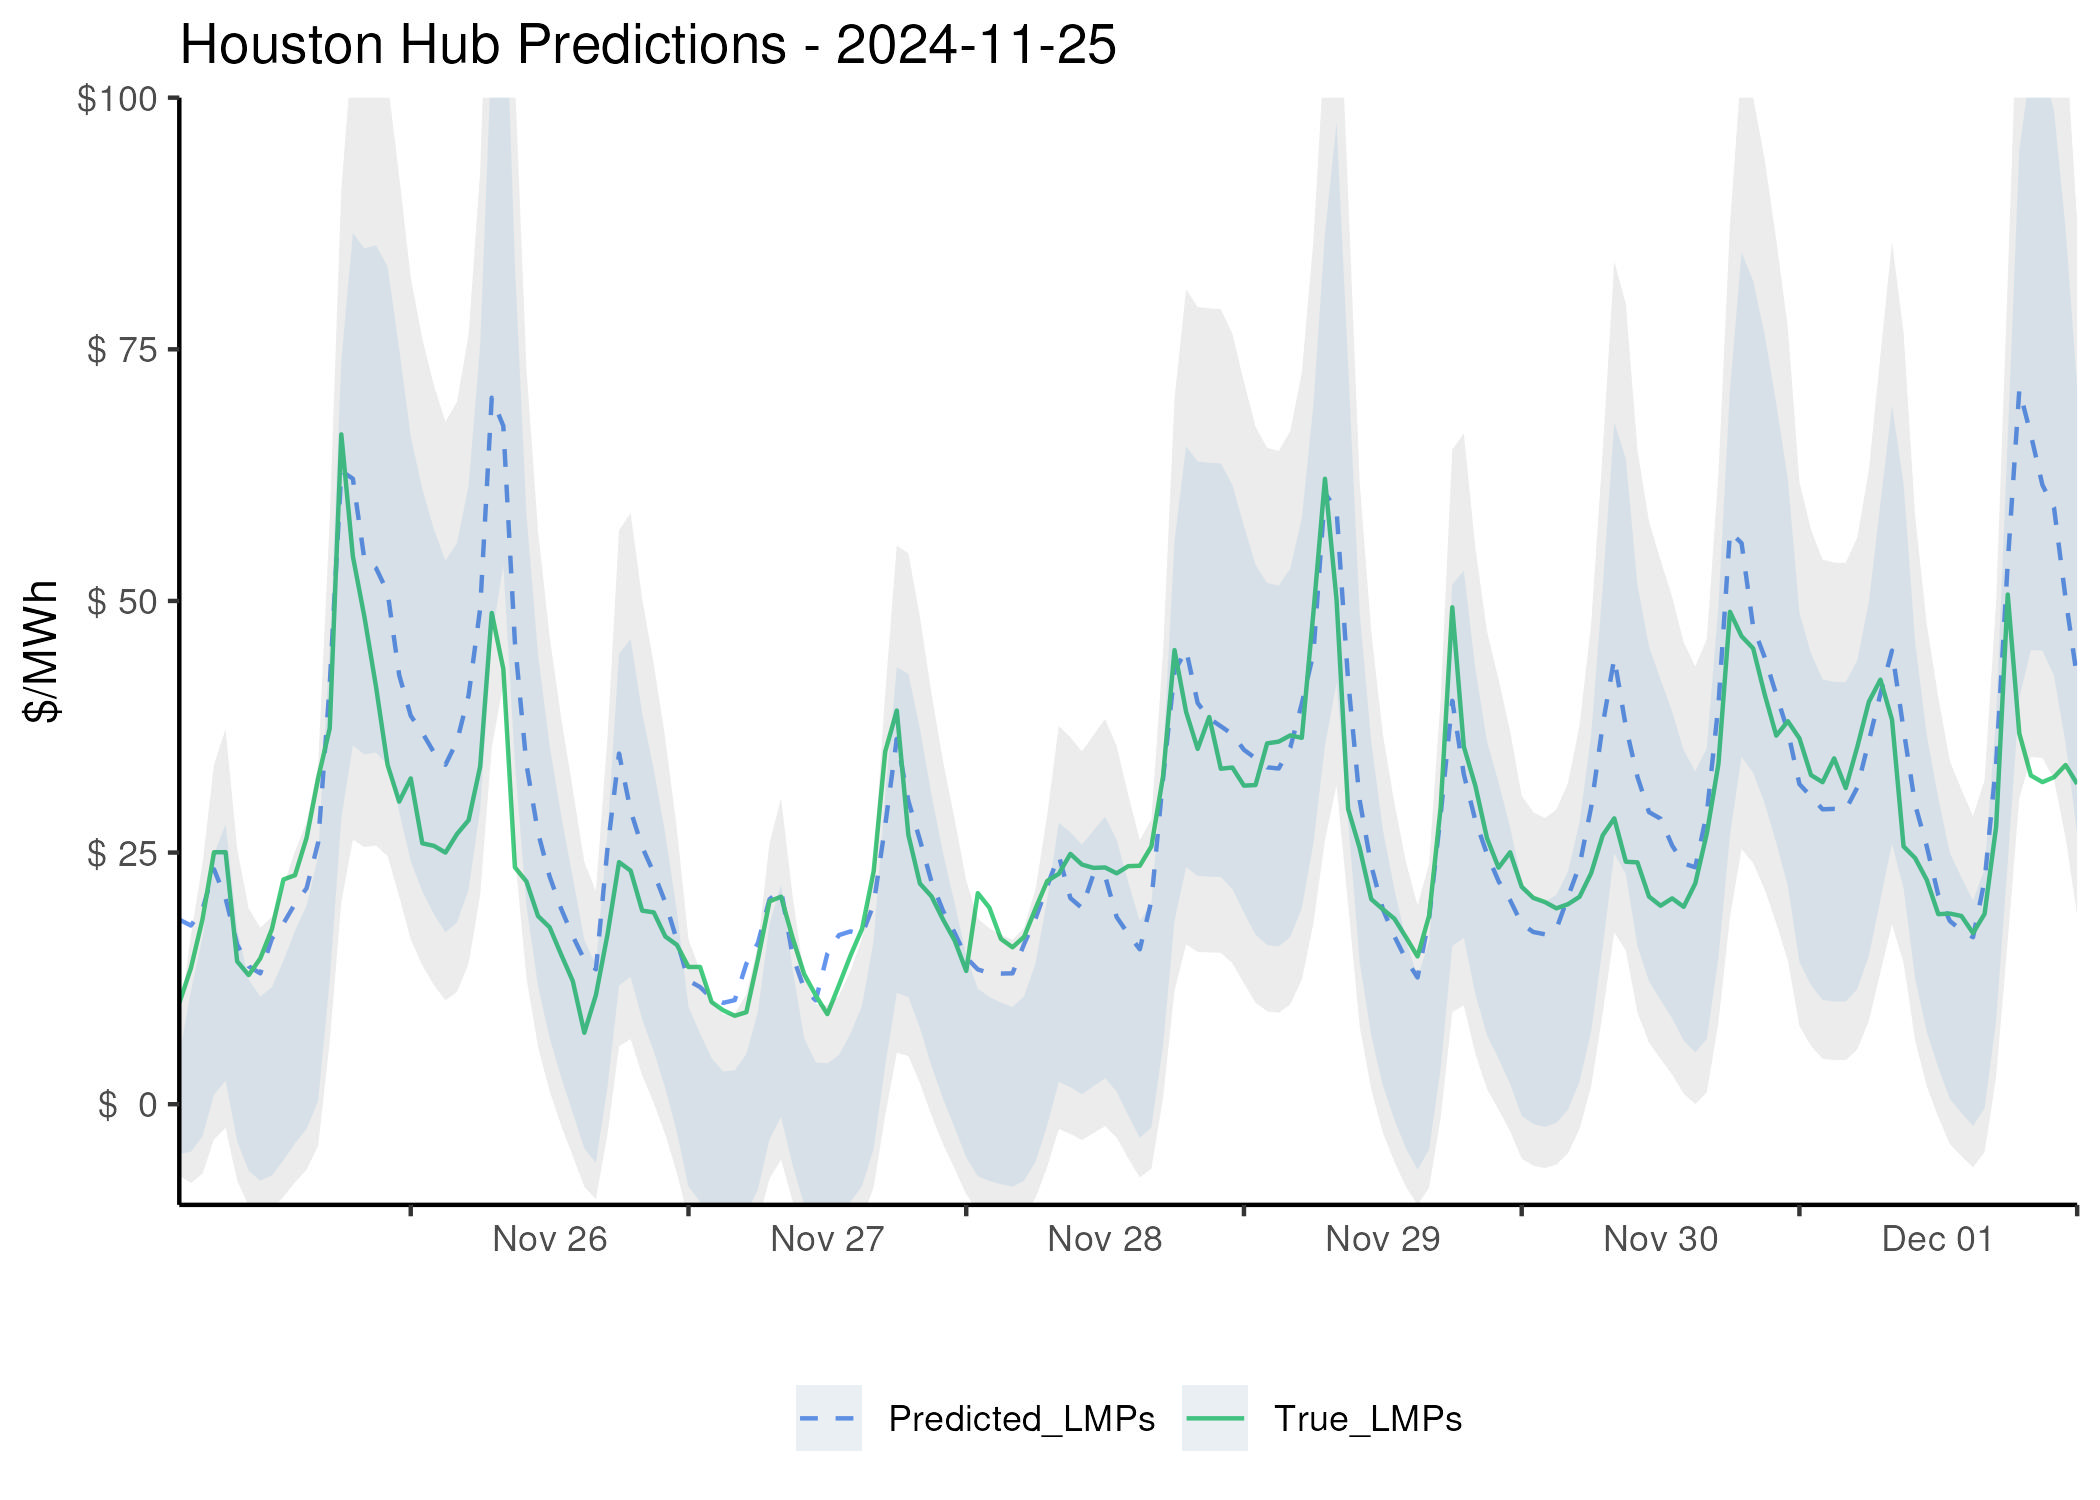 Houston Hub Predictions - 2024-11-25
$100
$ 75
$ 50
$ 25
$  0
$/MWh
Nov 26 Nov 27 Nov 28 Nov 29 Nov 30 Dec 01
Predicted_LMPs True_LMPs